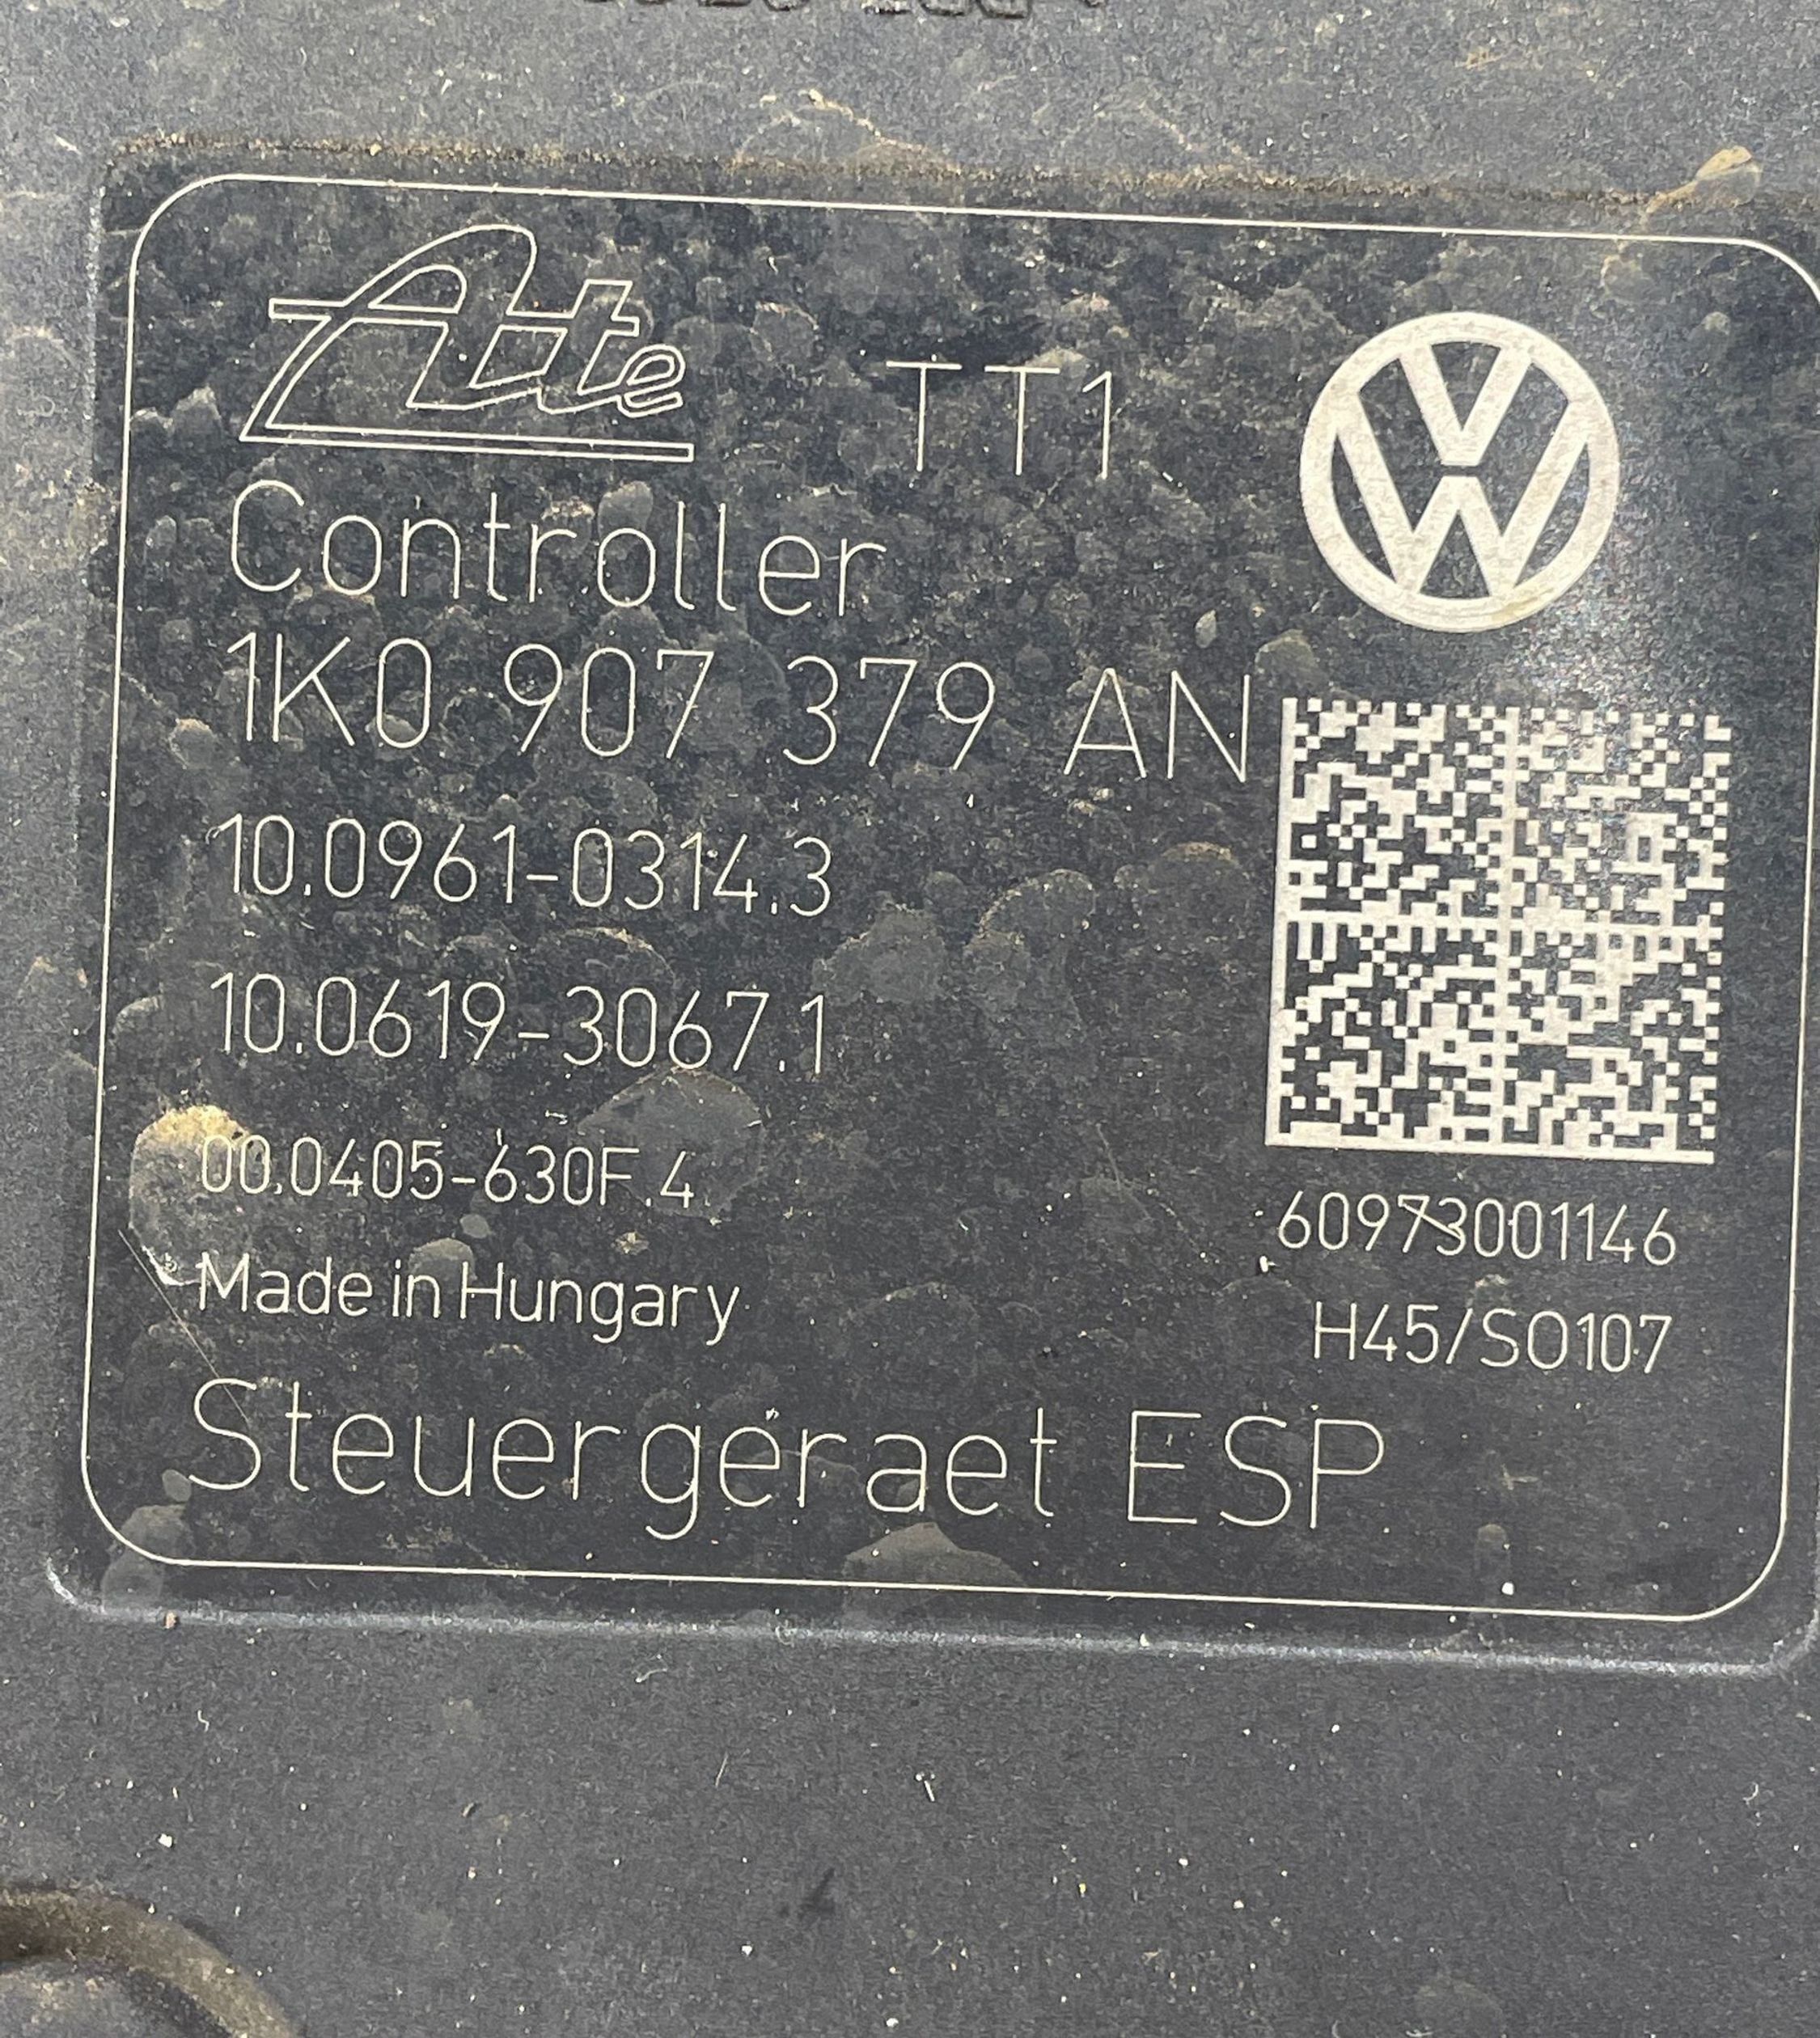 Ate TT1
Controller
1K0 907 379 AN
10.0961-0314.3
10.0619-3067.1
00.0405-630F.4
60973001146
Made in Hungary
H45/SO107
Steuergeraet ESP